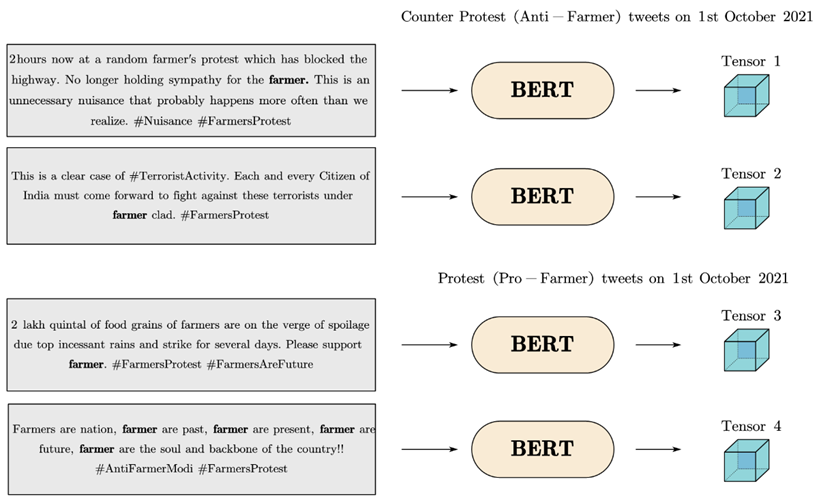 Counter Protest (Anti − Farmer) tweets on 1st October 2021
2hours now at a random farmer's protest which has blocked the
highway. No longer holding sympathy for the farmer. This is an
unnecessary nuisance that probably happens more often than we
realize. #Nuisance #FarmersProtest
BERT
Tensor 1
This is a clear case of #TerroristActivity. Each and every Citizen of
India must come forward to fight against these terrorists under
farmer clad. #FarmersProtest
BERT
Tensor 2
Protest (Pro − Farmer) tweets on 1st October 2021
2 lakh quintal of food grains of farmers are on the verge of spoilage
due top incessant rains and strike for several days. Please support
farmer. #FarmersProtest #FarmersAreFuture
BERT
Tensor 3
Farmers are nation, farmer are past, farmer are present, farmer are
future, farmer are the soul and backbone of the country!!
#AntiFarmerModi #FarmersProtest
BERT
Tensor 4